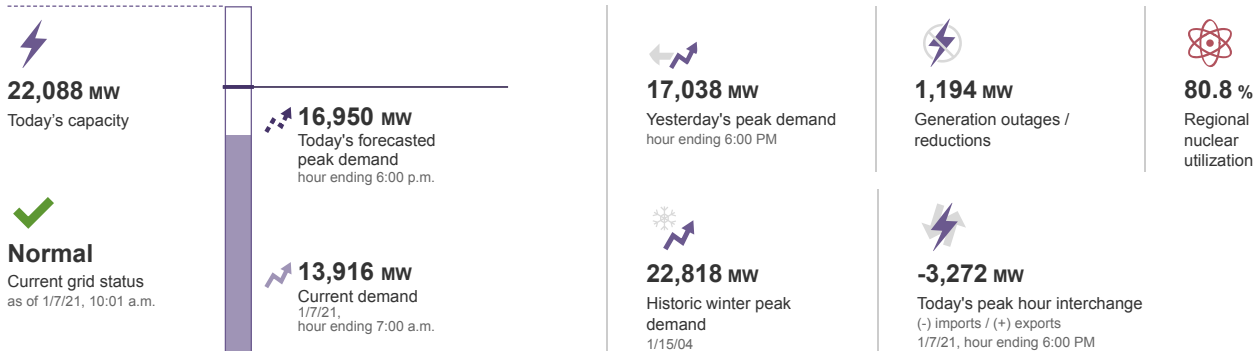 22,088 MW
Today's capacity
Normal
Current grid status
as of 1/7/21, 10:01 a.m.
16,950 MW
Today's forecasted
peak demand
hour ending 6:00 p.m.
13,916 MW
Current demand
1/7/21,
hour ending 7:00 a.m.
17,038 MW
Yesterday's peak demand
hour ending 6:00 PM
1,194 MW
Generation outages /
reductions
80.8 %
Regional
nuclear
utilization
22,818 MW
Historic winter peak
demand
1/15/04
-3,272 MW
Today's peak hour interchange
(-) imports / (+) exports
1/7/21, hour ending 6:00 PM